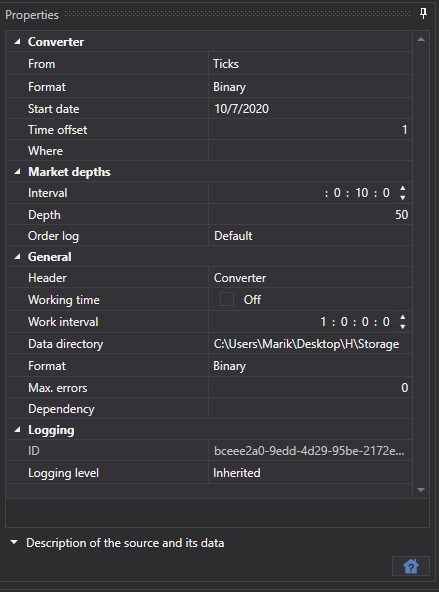 Properties
Converter
From Ticks
Format Binary
Start date 10/7/2020
Time offset 1
Where
Market depths
Interval : 0 : 10 : 0
Depth 50
Order log Default
General
Header Converter
Working time Off
Work interval 1 : 0 : 0 : 0
Data directory C:\Users\Marik\Desktop\H\Storage
Format Binary
Max. errors 0
Dependency
Logging
ID bceee2a0-9edd-4d29-95be-2172e...
Logging level Inherited
Description of the source and its data